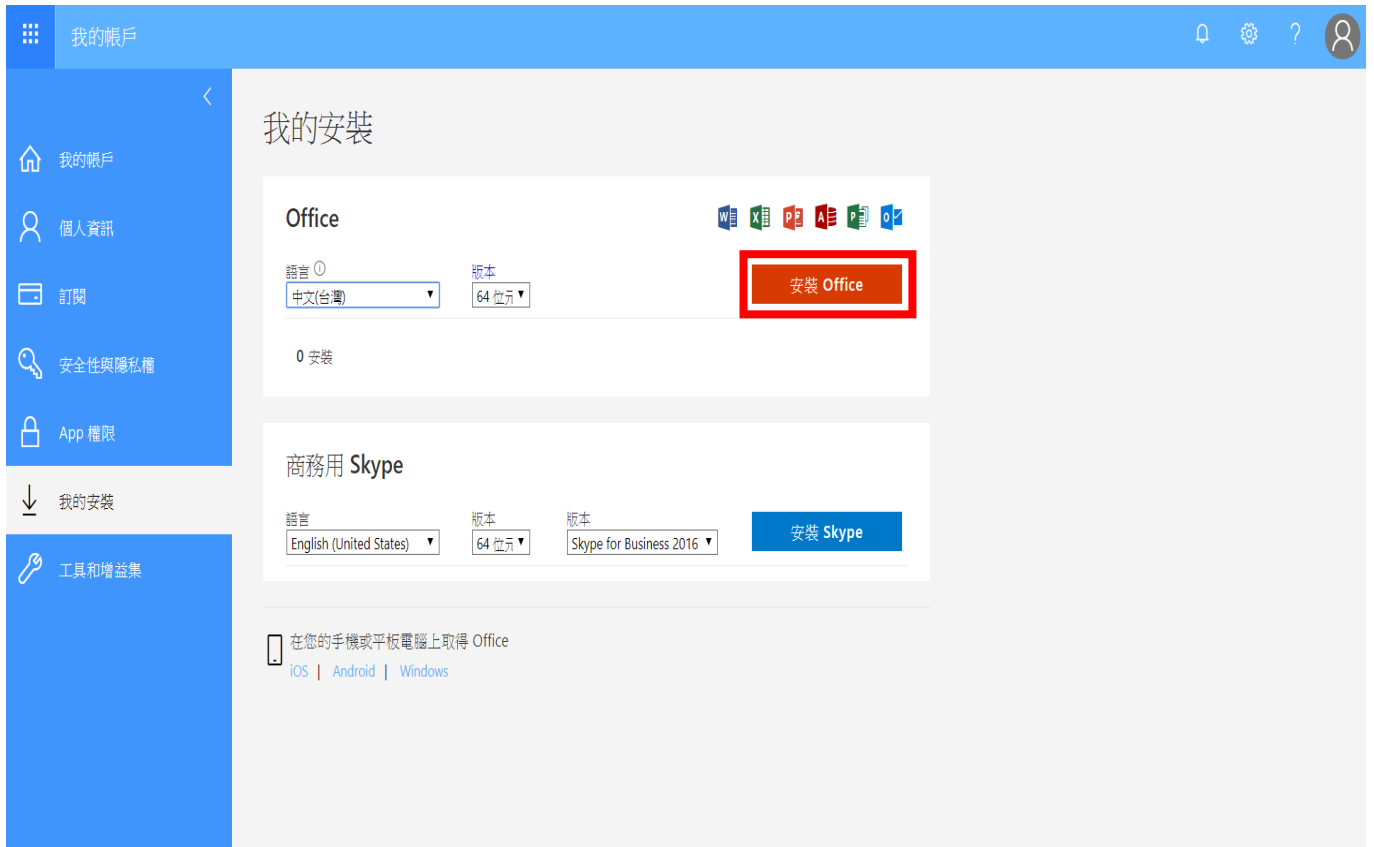 我的帳戶
?
我的帳戶
個人資訊
訂閱
安全性與隱私權
App 權限
我的安裝
工具和增益集
我的安裝
Office
語言
版本
中文(台灣)
64 位元
安裝 Office
0 安裝
商務用 Skype
語言
版本
版本
English (United States)
64 位元
Skype for Business 2016
安裝 Skype
在您的手機或平板電腦上取得 Office
iOS | Android | Windows